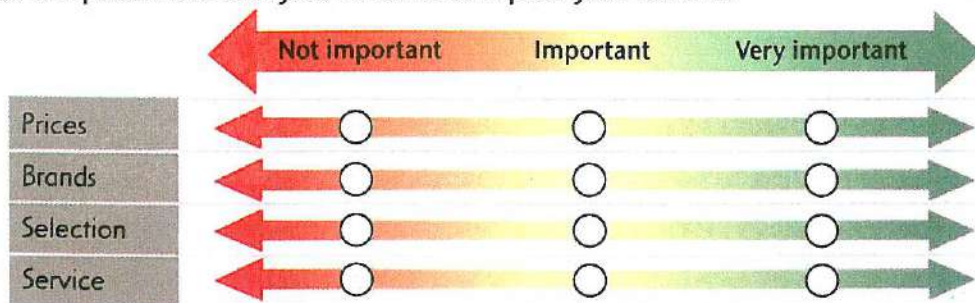 Not important Important Very important
Prices
Brands
Selection
Service